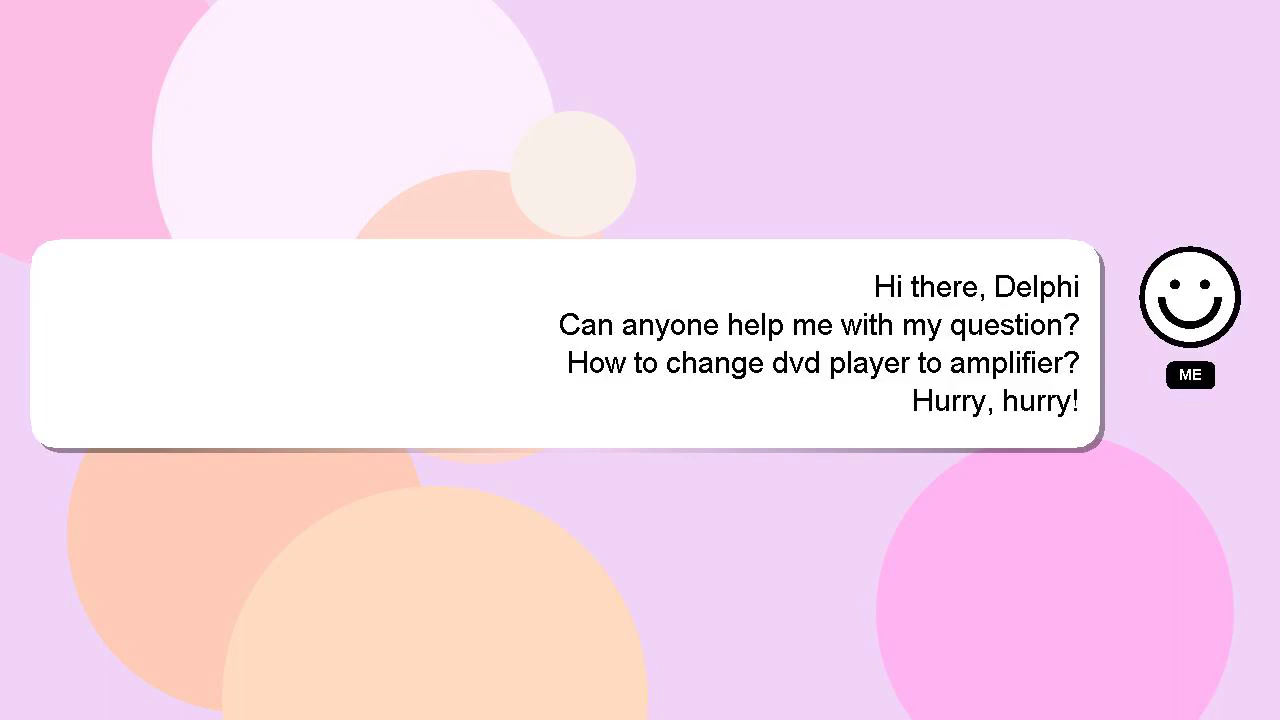 Hi there, Delphi
Can anyone help me with my question?
How to change dvd player to amplifier?
Hurry, hurry!
ME